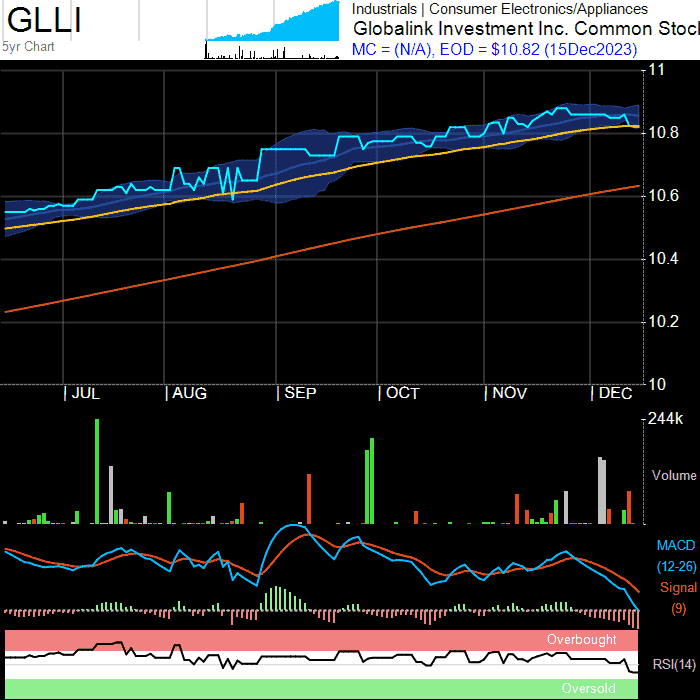 GLLI
5yr Chart
Industrials | Consumer Electronics/Appliances
Globalink Investment Inc. Common Stoc
MC = (N/A), EOD = $10.82 (15Dec2023)
11
10.8
10.6
10.4
10.2
10
JUL AUG SEP OCT NOV DEC
244k
Volume
MACD
(12-26)
Signal
(9)
Overbought
RSI(14)
Oversold